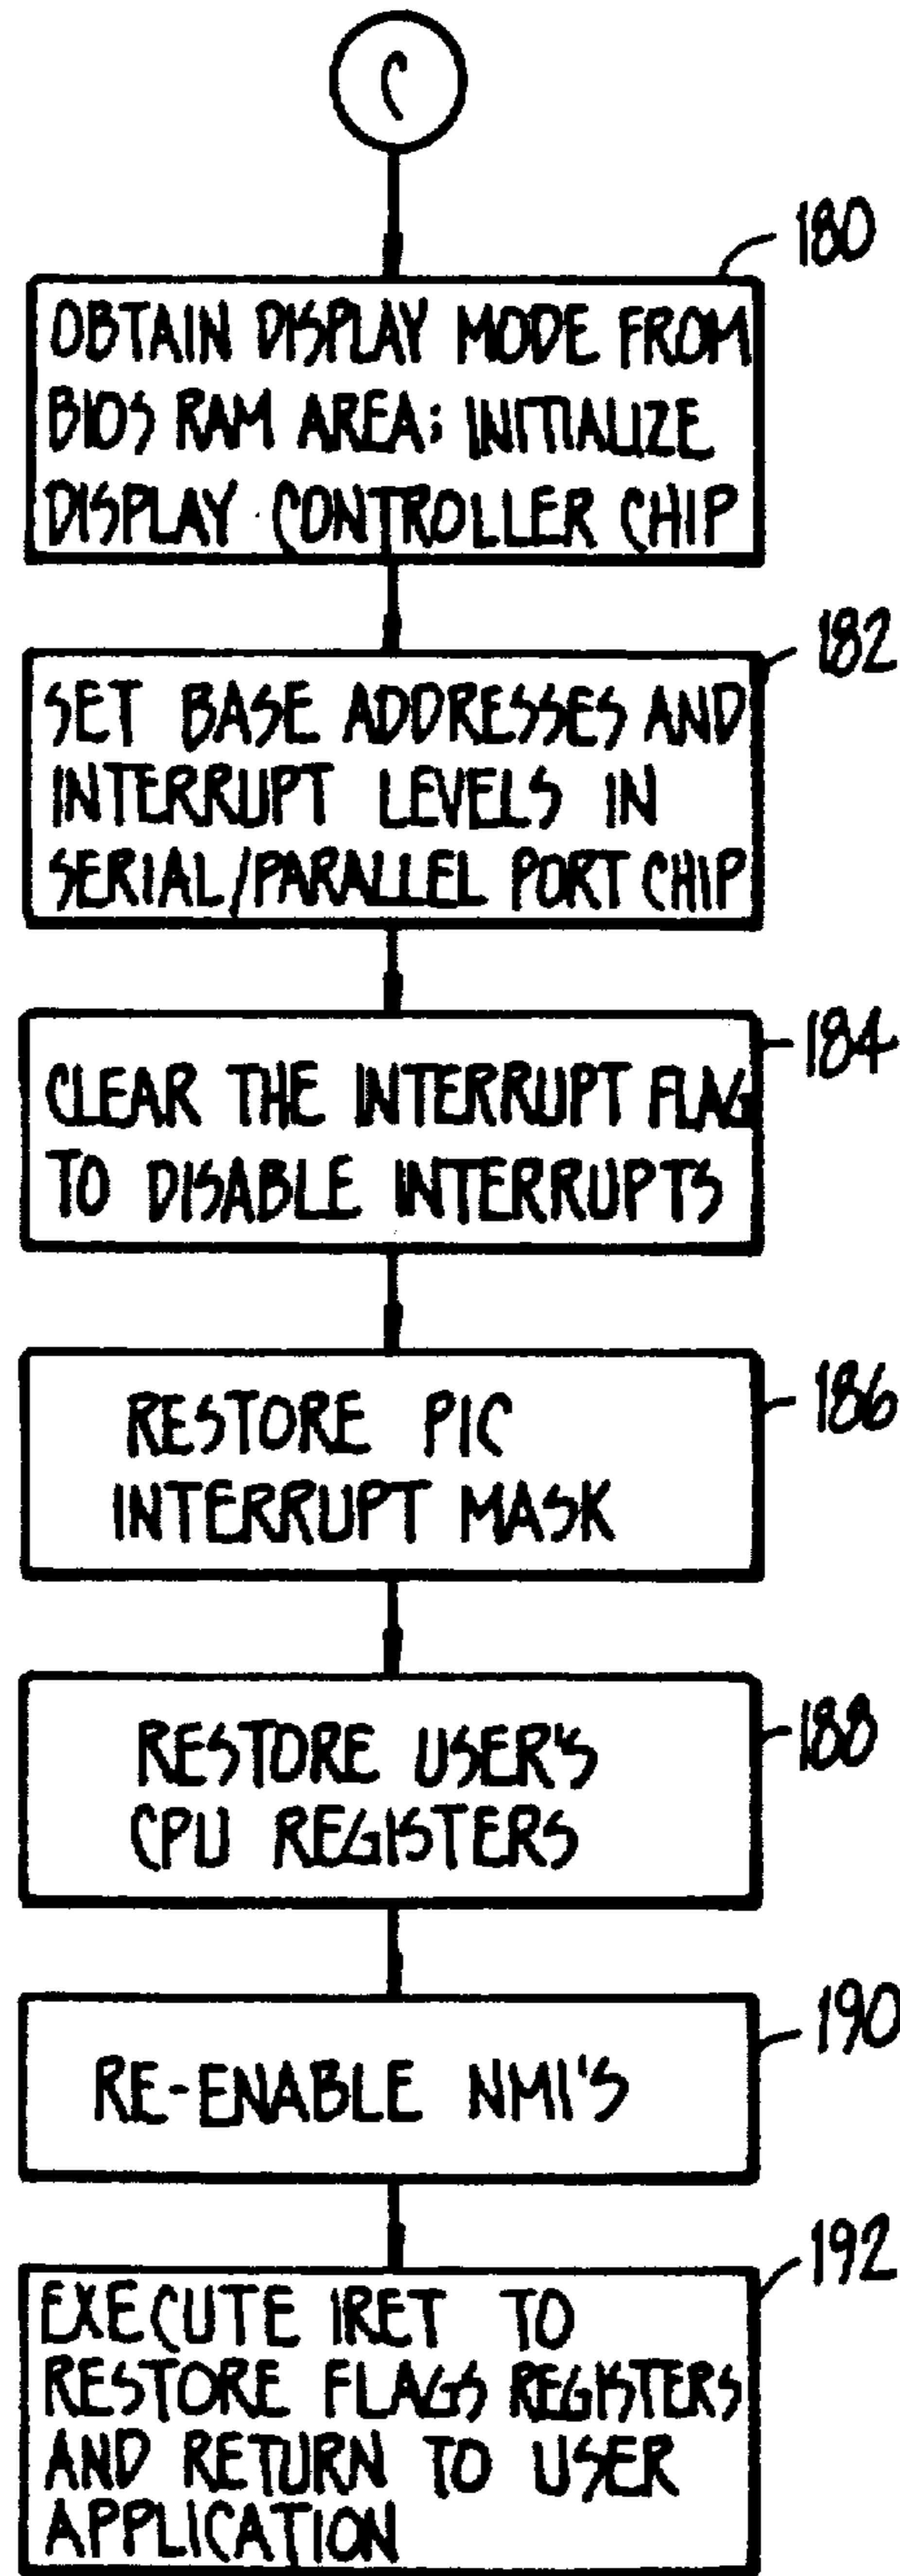 C
180
OBTAIN DISPLAY MODE FROM
BIOS RAM AREA; INITIALIZE
DISPLAY CONTROLLER CHIP
182
SET BASE ADDRESSES AND
INTERRUPT LEVELS IN
SERIAL/PARALLEL PORT CHIP
184
CLEAR THE INTERRUPT FLAG
TO DISABLE INTERRUPTS
186
RESTORE PIC
INTERRUPT MASK
188
RESTORE USER'S
CPU REGISTERS
190
RE-ENABLE NMI'S
192
EXECUTE IRET TO
RESTORE FLAGS REGISTERS
AND RETURN TO USER
APPLICATION